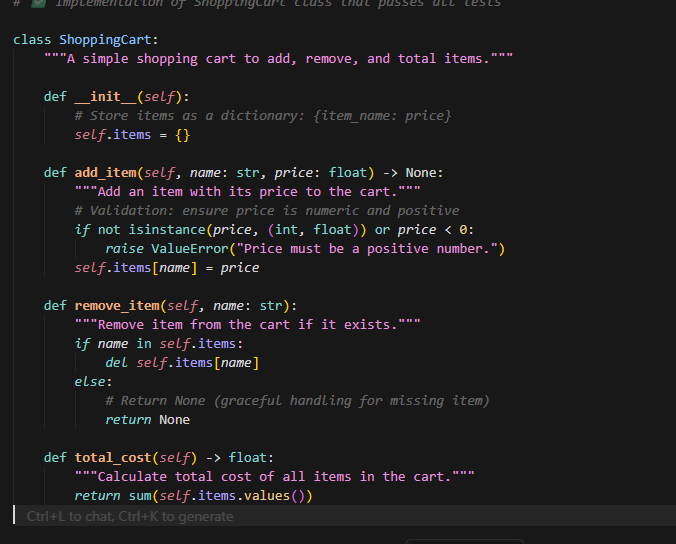 # ✅ Implementation of ShoppingCart class that passes all tests
class ShoppingCart:
    """A simple shopping cart to add, remove, and total items."""
    def __init__(self):
        # Store items as a dictionary: {item_name: price}
        self.items = {}
    def add_item(self, name: str, price: float) -> None:
        """Add an item with its price to the cart."""
        # Validation: ensure price is numeric and positive
        if not isinstance(price, (int, float)) or price < 0:
            raise ValueError("Price must be a positive number.")
        self.items[name] = price
    def remove_item(self, name: str):
        """Remove item from the cart if it exists."""
        if name in self.items:
            del self.items[name]
        else:
            # Return None (graceful handling for missing item)
            return None
    def total_cost(self) -> float:
        """Calculate total cost of all items in the cart."""
        return sum(self.items.values())
Ctrl+L to chat, Ctrl+K to generate